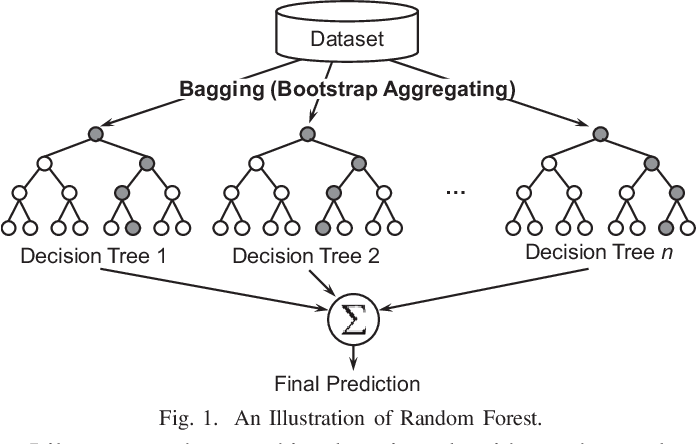 Dataset
Bagging (Bootstrap Aggregating)
...
Decision Tree 1
Decision Tree 2
Decision Tree n
Σ
Final Prediction
Fig. 1. An Illustration of Random Forest.